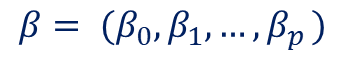 β = (β₀, β₁, … , βₚ)